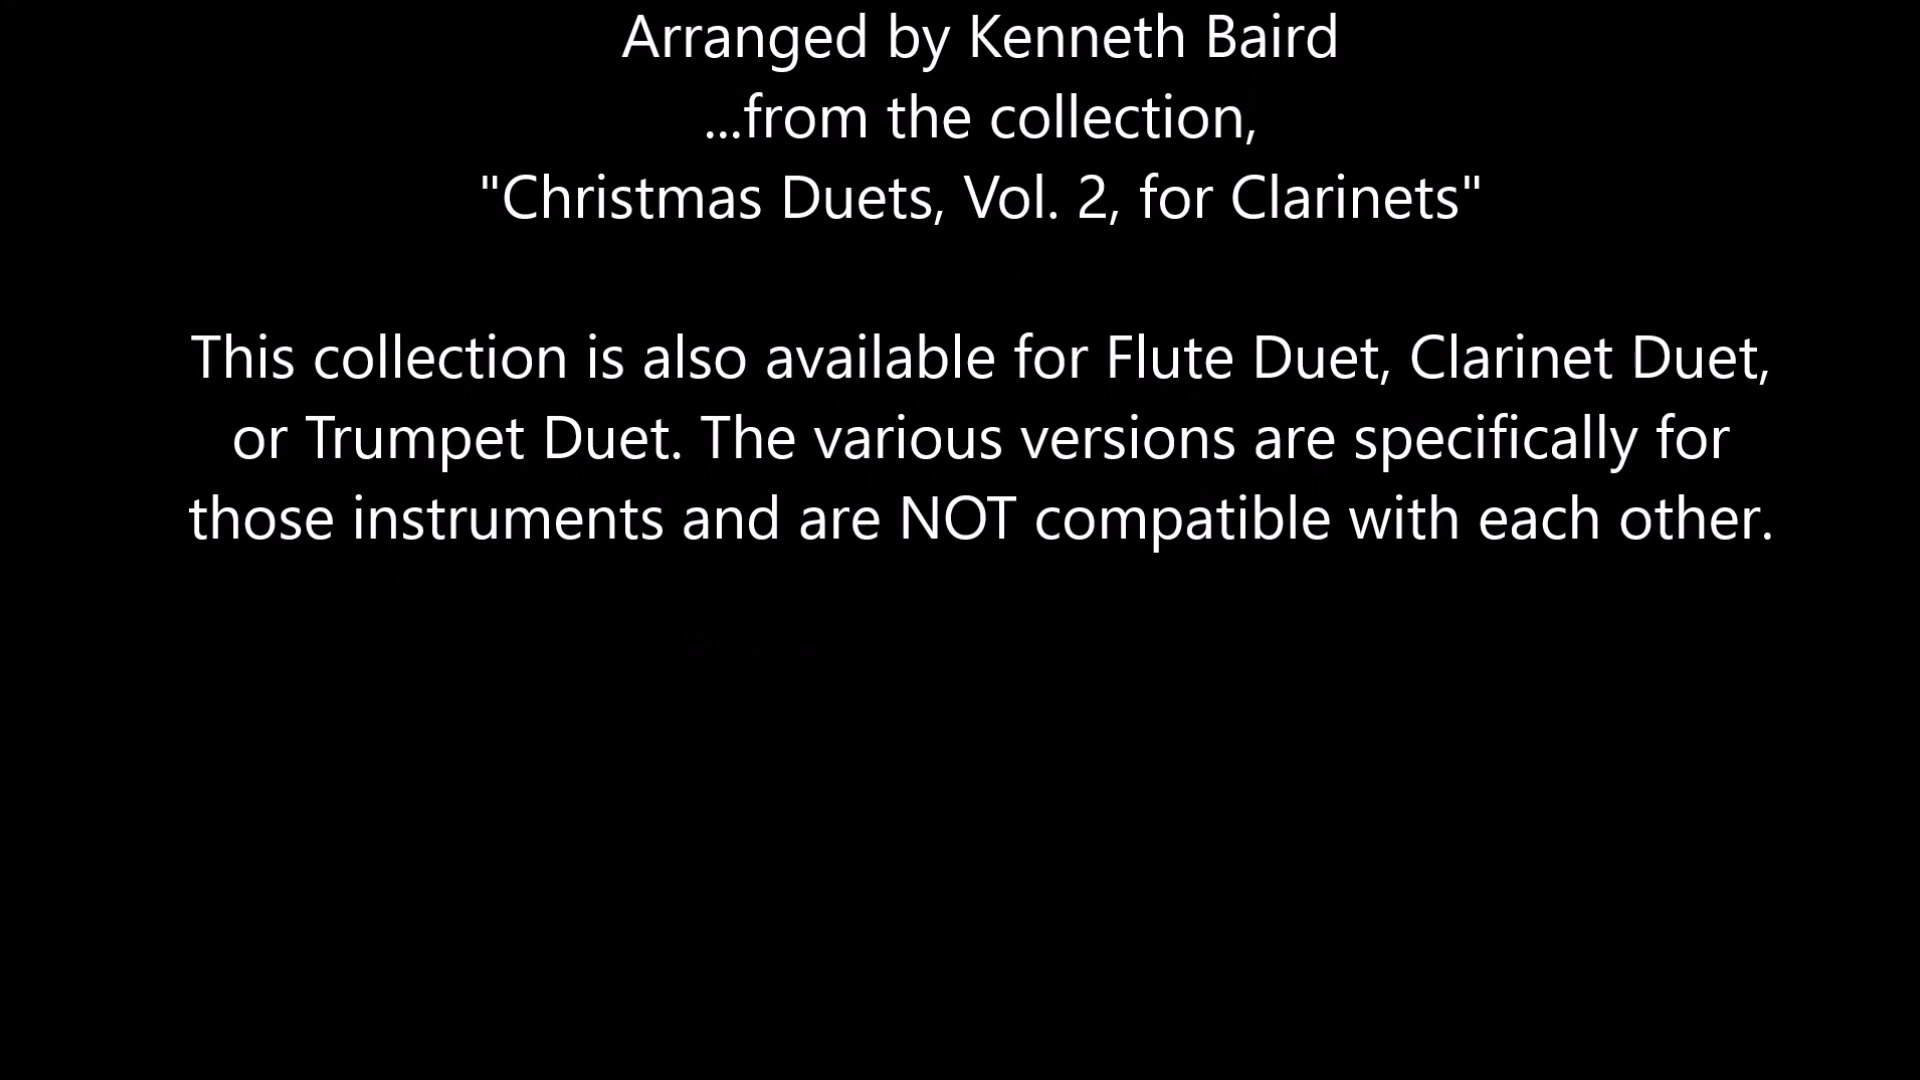 Arranged by Kenneth Baird
...from the collection,
"Christmas Duets, Vol. 2, for Clarinets"
This collection is also available for Flute Duet, Clarinet Duet,
or Trumpet Duet. The various versions are specifically for
those instruments and are NOT compatible with each other.